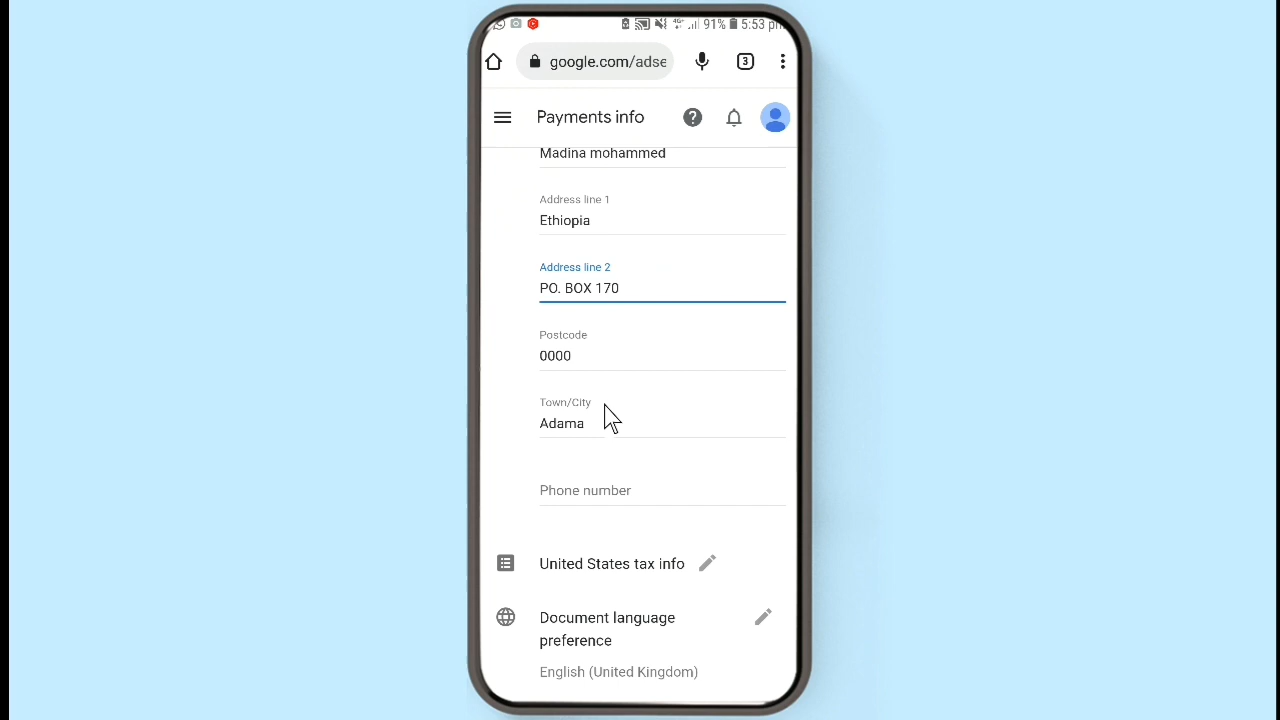 91% 5:53 pm
google.com/adse
3
Payments info
Madina mohammed
Address line 1
Ethiopia
Address line 2
PO. BOX 170
Postcode
0000
Town/City
Adama
Phone number
United States tax info
Document language
preference
English (United Kingdom)